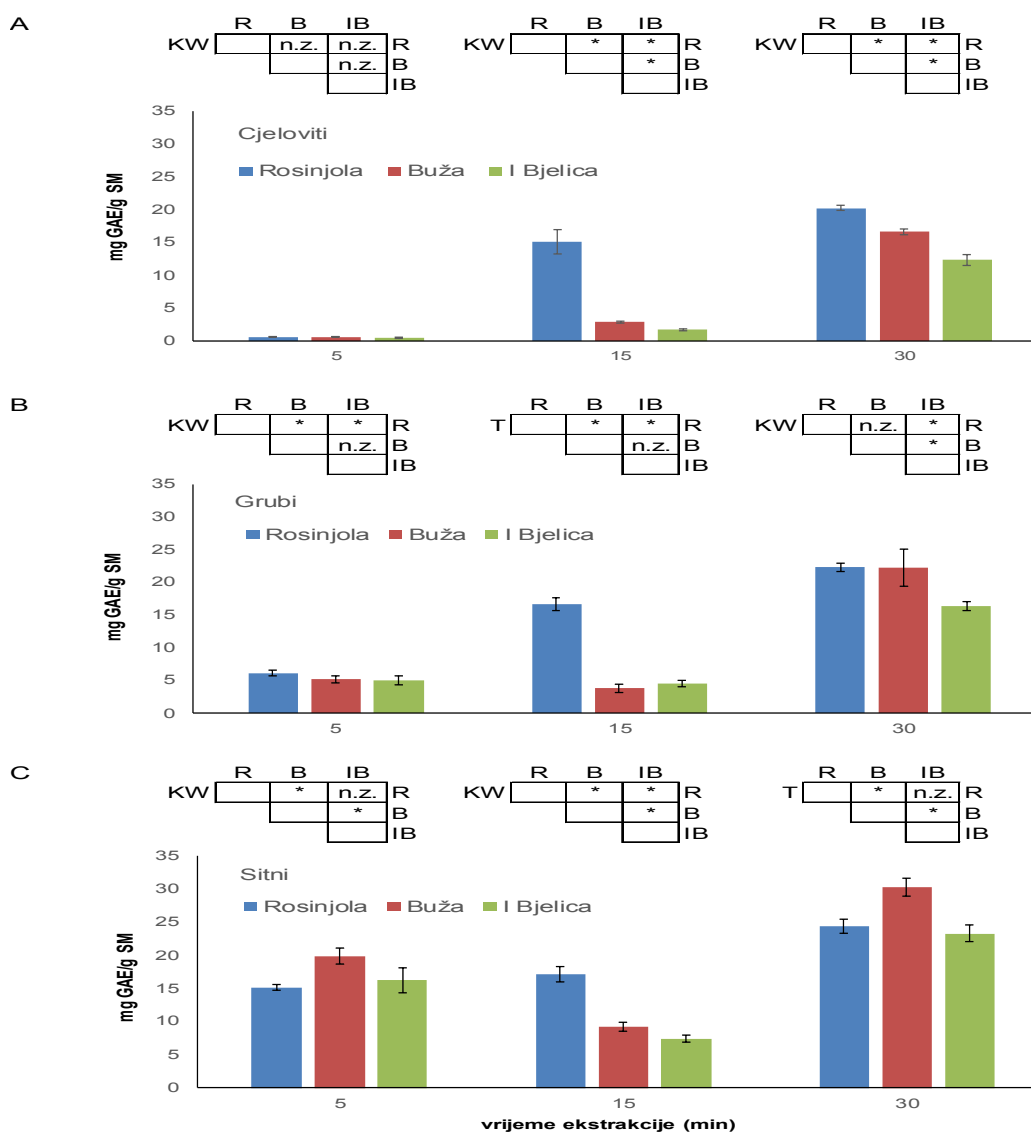 A
R B IB R B IB R B IB
KW n.z. n.z. R KW * * R KW * * R
n.z. B * B * B
IB IB IB
35
30
25
20
15
10
5
0
mg GAE/g SM
Cjeloviti
Rosinjola Buža I Bjelica
5 15 30
B
R B IB R B IB R B IB
KW * * R T * * R KW n.z. * R
n.z. B n.z. B * B
IB IB IB
35
30
25
20
15
10
5
0
mg GAE/g SM
Grubi
Rosinjola Buža I Bjelica
5 15 30
C
R B IB R B IB R B IB
KW * n.z. R KW * * R T * n.z. R
* B * B * B
IB IB IB
35
30
25
20
15
10
5
0
mg GAE/g SM
Sitni
Rosinjola Buža I Bjelica
5 15 30
vrijeme ekstrakcije (min)